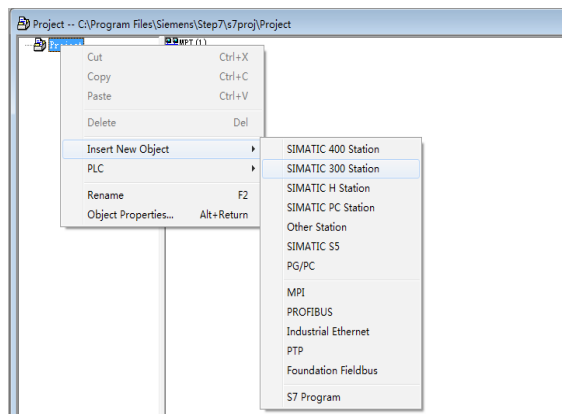 Project -- C:\Program Files\Siemens\Step7\s7proj\Project
Project
MPI(1)
Cut Ctrl+X
Copy Ctrl+C
Paste Ctrl+V
Delete Del
Insert New Object
PLC
Rename F2
Object Properties... Alt+Return
SIMATIC 400 Station
SIMATIC 300 Station
SIMATIC H Station
SIMATIC PC Station
Other Station
SIMATIC S5
PG/PC
MPI
PROFIBUS
Industrial Ethernet
PTP
Foundation Fieldbus
S7 Program